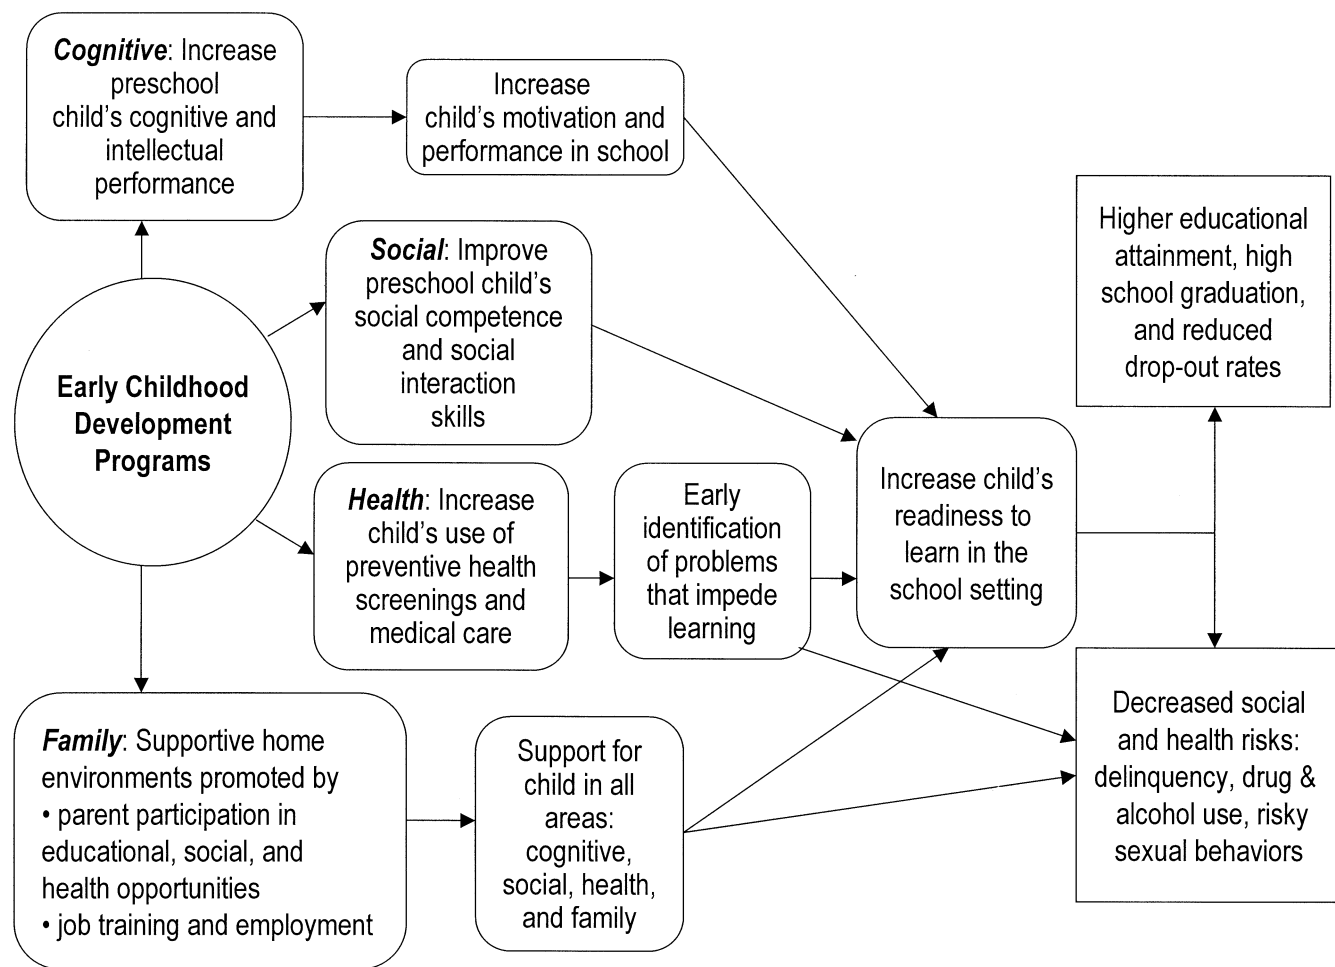 Cognitive: Increase
preschool
child's cognitive and
intellectual
performance
Increase
child's motivation and
performance in school
Higher educational
attainment, high
school graduation,
and reduced
drop-out rates
Social: Improve
preschool child's
social competence
and social
interaction
skills
Early Childhood
Development
Programs
Health: Increase
child's use of
preventive health
screenings and
medical care
Early
identification
of problems
that impede
learning
Increase child's
readiness to
learn in the
school setting
Family: Supportive home
environments promoted by
• parent participation in
educational, social, and
health opportunities
• job training and employment
Support for
child in all
areas:
cognitive,
social, health,
and family
Decreased social
and health risks:
delinquency, drug &
alcohol use, risky
sexual behaviors